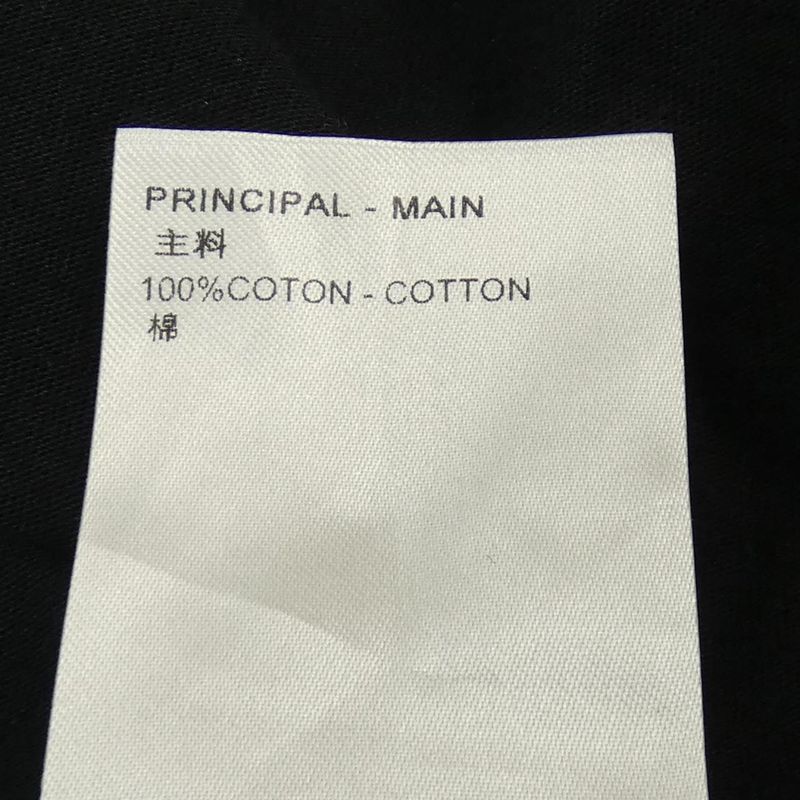 PRINCIPAL - MAIN
主料
100%COTON - COTTON
棉